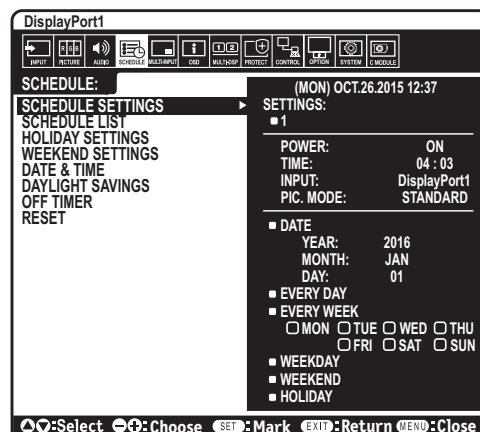 DisplayPort1
RGB
1 2
INPUT PICTURE AUDIO SCHEDULE MULTI-INPUT OSD MULTI-DSP PROTECT CONTROL OPTION SYSTEM C MODULE
SCHEDULE:
SCHEDULE SETTINGS
SCHEDULE LIST
HOLIDAY SETTINGS
WEEKEND SETTINGS
DATE & TIME
DAYLIGHT SAVINGS
OFF TIMER
RESET
(MON) OCT.26.2015 12:37
SETTINGS:
1
POWER: ON
TIME: 04 : 03
INPUT: DisplayPort1
PIC. MODE: STANDARD
DATE
YEAR: 2016
MONTH: JAN
DAY: 01
EVERY DAY
EVERY WEEK
MON TUE WED THU
FRI SAT SUN
WEEKDAY
WEEKEND
HOLIDAY
:Select :Choose SET:Mark EXIT:Return MENU:Close